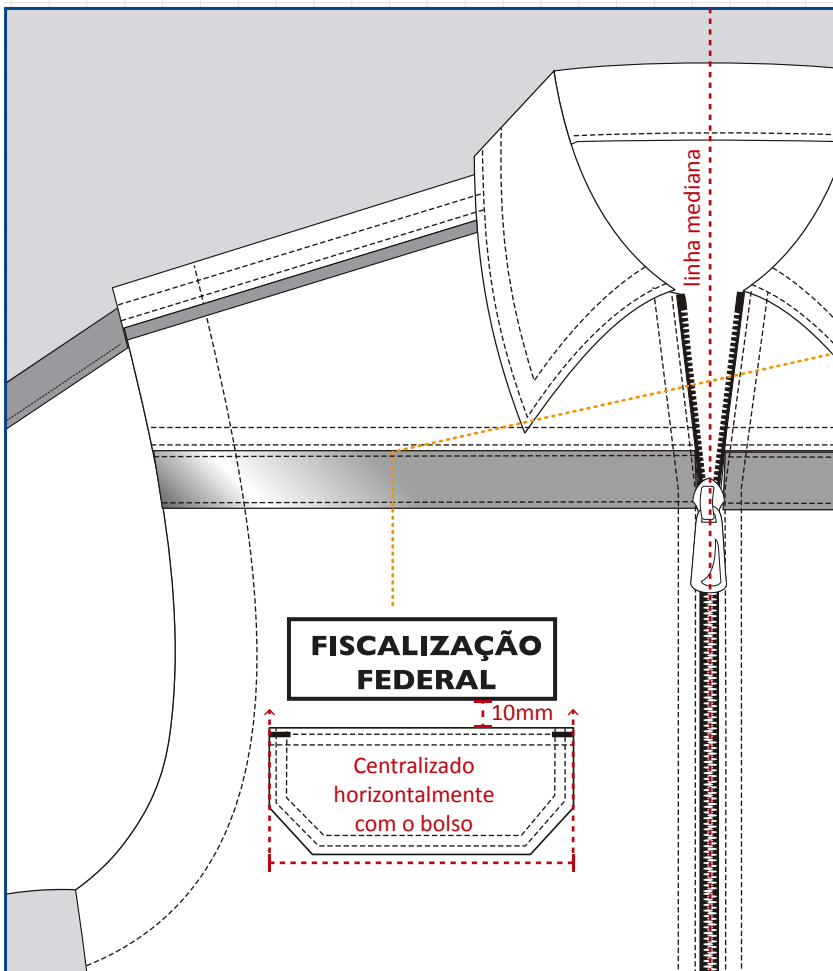 linha mediana
FISCALIZAÇÃO
FEDERAL
10mm
Centralizado
horizontalmente
com o bolso